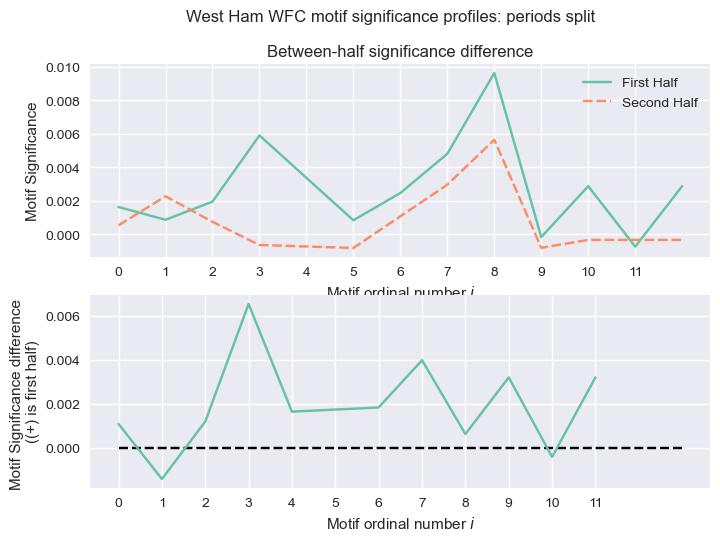 West Ham WFC motif significance profiles: periods split
Between-half significance difference
Motif Significance
0.010
0.008
0.006
0.004
0.002
0.000
First Half
Second Half
0 1 2 3 4 5 6 7 8 9 10 11
Motif ordinal number i
Motif Significance difference
((+) is first half)
0.006
0.004
0.002
0.000
0 1 2 3 4 5 6 7 8 9 10 11
Motif ordinal number i